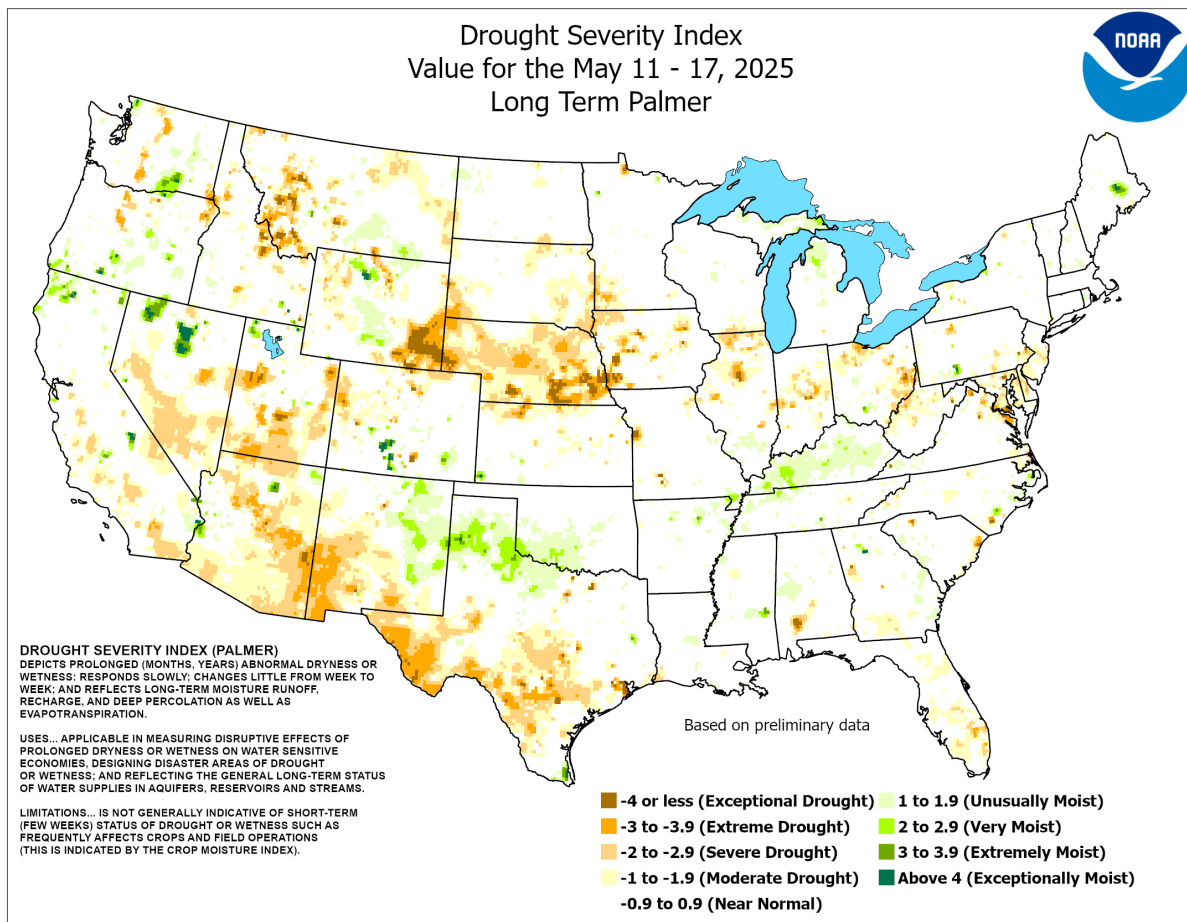 Drought Severity Index
Value for the May 11 - 17, 2025
Long Term Palmer
NOAA
DROUGHT SEVERITY INDEX (PALMER)
DEPICTS PROLONGED (MONTHS, YEARS) ABNORMAL DRYNESS OR
WETNESS: RESPONDS SLOWLY; CHANGES LITTLE FROM WEEK TO
WEEK; AND REFLECTS LONG-TERM MOISTURE RUNOFF,
RECHARGE, AND DEEP PERCOLATION AS WELL AS
EVAPOTRANSPIRATION.
USES... APPLICABLE IN MEASURING DISRUPTIVE EFFECTS OF
PROLONGED DRYNESS OR WETNESS ON WATER SENSITIVE
ECONOMIES, DESIGNING DISASTER AREAS OF DROUGHT
OR WETNESS; AND REFLECTING THE GENERAL LONG-TERM STATUS
OF WATER SUPPLIES IN AQUIFERS, RESERVOIRS AND STREAMS.
LIMITATIONS... IS NOT GENERALLY INDICATIVE OF SHORT-TERM
(FEW WEEKS) STATUS OF DROUGHT OR WETNESS SUCH AS
FREQUENTLY AFFECTS CROPS AND FIELD OPERATIONS
(THIS IS INDICATED BY THE CROP MOISTURE INDEX).
Based on preliminary data
-4 or less (Exceptional Drought)
-3 to -3.9 (Extreme Drought)
-2 to -2.9 (Severe Drought)
-1 to -1.9 (Moderate Drought)
-0.9 to 0.9 (Near Normal)
1 to 1.9 (Unusually Moist)
2 to 2.9 (Very Moist)
3 to 3.9 (Extremely Moist)
Above 4 (Exceptionally Moist)